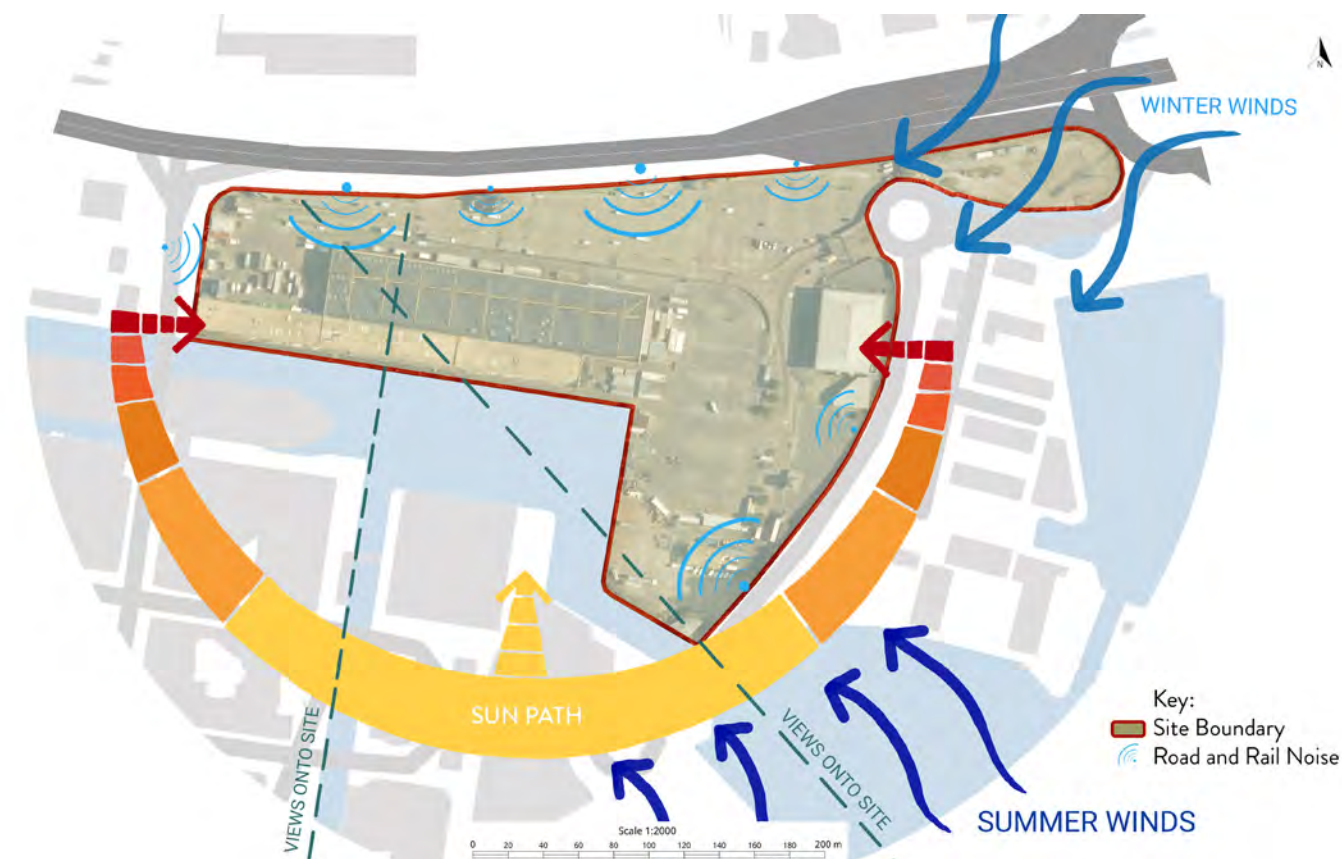 N
WINTER WINDS
SUN PATH
VIEWS ONTO SITE
VIEWS ONTO SITE
Key:
Site Boundary
Road and Rail Noise
SUMMER WINDS
Scale 1:2000
0 20 40 60 80 100 120 140 160 200 m